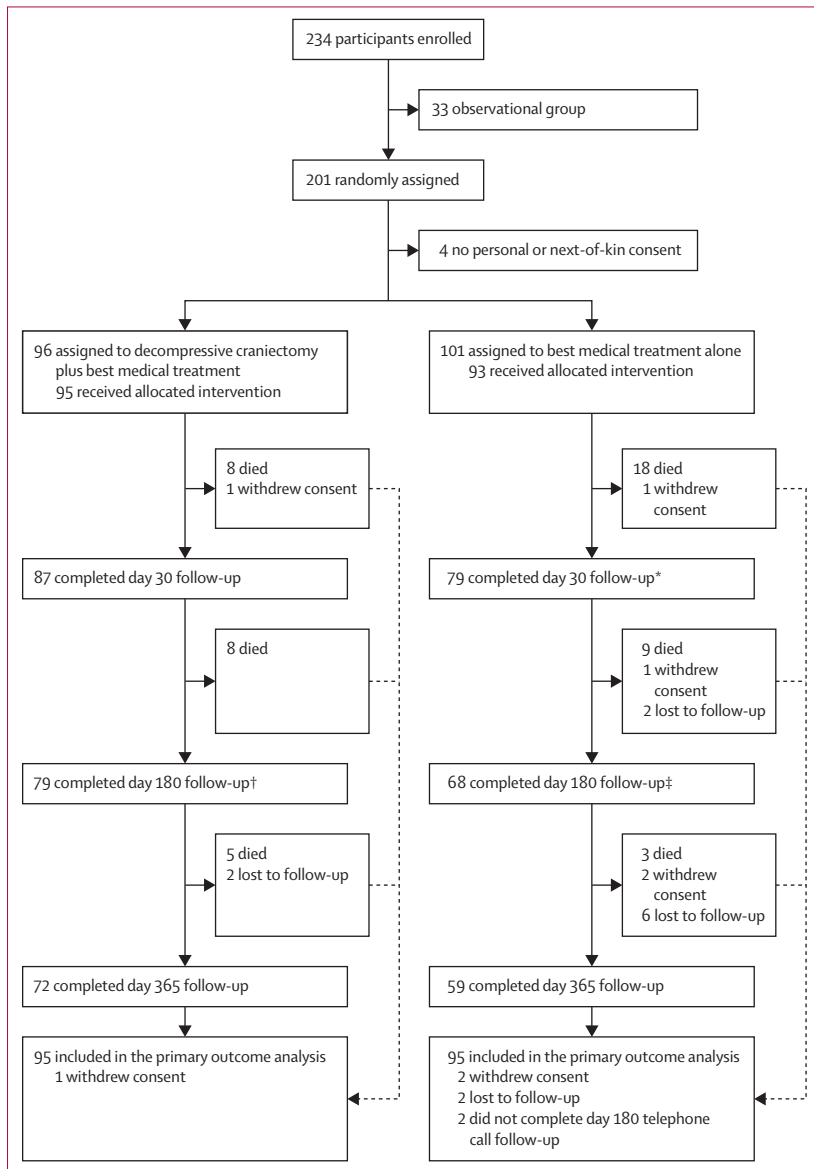 234 participants enrolled
33 observational group
201 randomly assigned
4 no personal or next-of-kin consent
96 assigned to decompressive craniectomy
plus best medical treatment
95 received allocated intervention
101 assigned to best medical treatment alone
93 received allocated intervention
8 died
1 withdrew consent
18 died
1 withdrew
consent
87 completed day 30 follow-up
79 completed day 30 follow-up*
8 died
9 died
1 withdrew
consent
2 lost to follow-up
79 completed day 180 follow-up†
68 completed day 180 follow-up‡
5 died
2 lost to follow-up
3 died
2 withdrew
consent
6 lost to follow-up
72 completed day 365 follow-up
59 completed day 365 follow-up
95 included in the primary outcome analysis
1 withdrew consent
95 included in the primary outcome analysis
2 withdrew consent
2 lost to follow-up
2 did not complete day 180 telephone
call follow-up